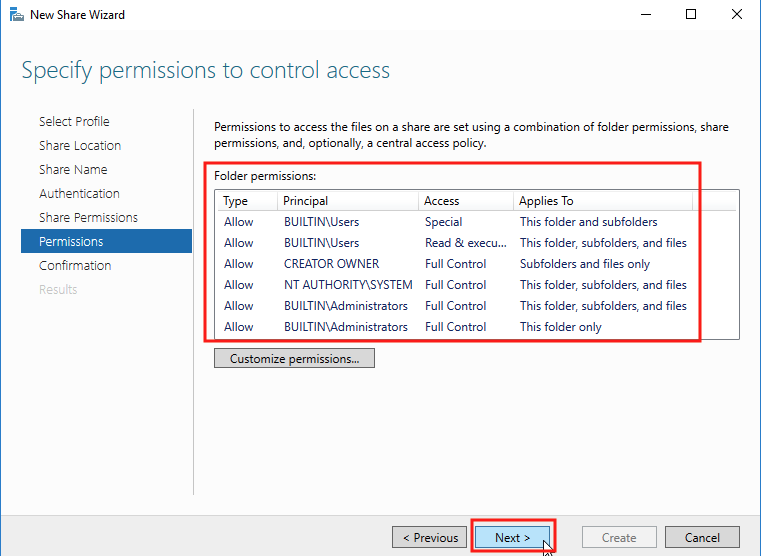 New Share Wizard
Specify permissions to control access
Select Profile
Share Location
Share Name
Authentication
Share Permissions
Permissions
Confirmation
Results
Permissions to access the files on a share are set using a combination of folder permissions, share
permissions, and, optionally, a central access policy.
Folder permissions:
Type Principal Access Applies To
Allow BUILTIN\Users Special This folder and subfolders
Allow BUILTIN\Users Read & execu... This folder, subfolders, and files
Allow CREATOR OWNER Full Control Subfolders and files only
Allow NT AUTHORITY\SYSTEM Full Control This folder, subfolders, and files
Allow BUILTIN\Administrators Full Control This folder, subfolders, and files
Allow BUILTIN\Administrators Full Control This folder only
Customize permissions...
< Previous Next > Create Cancel